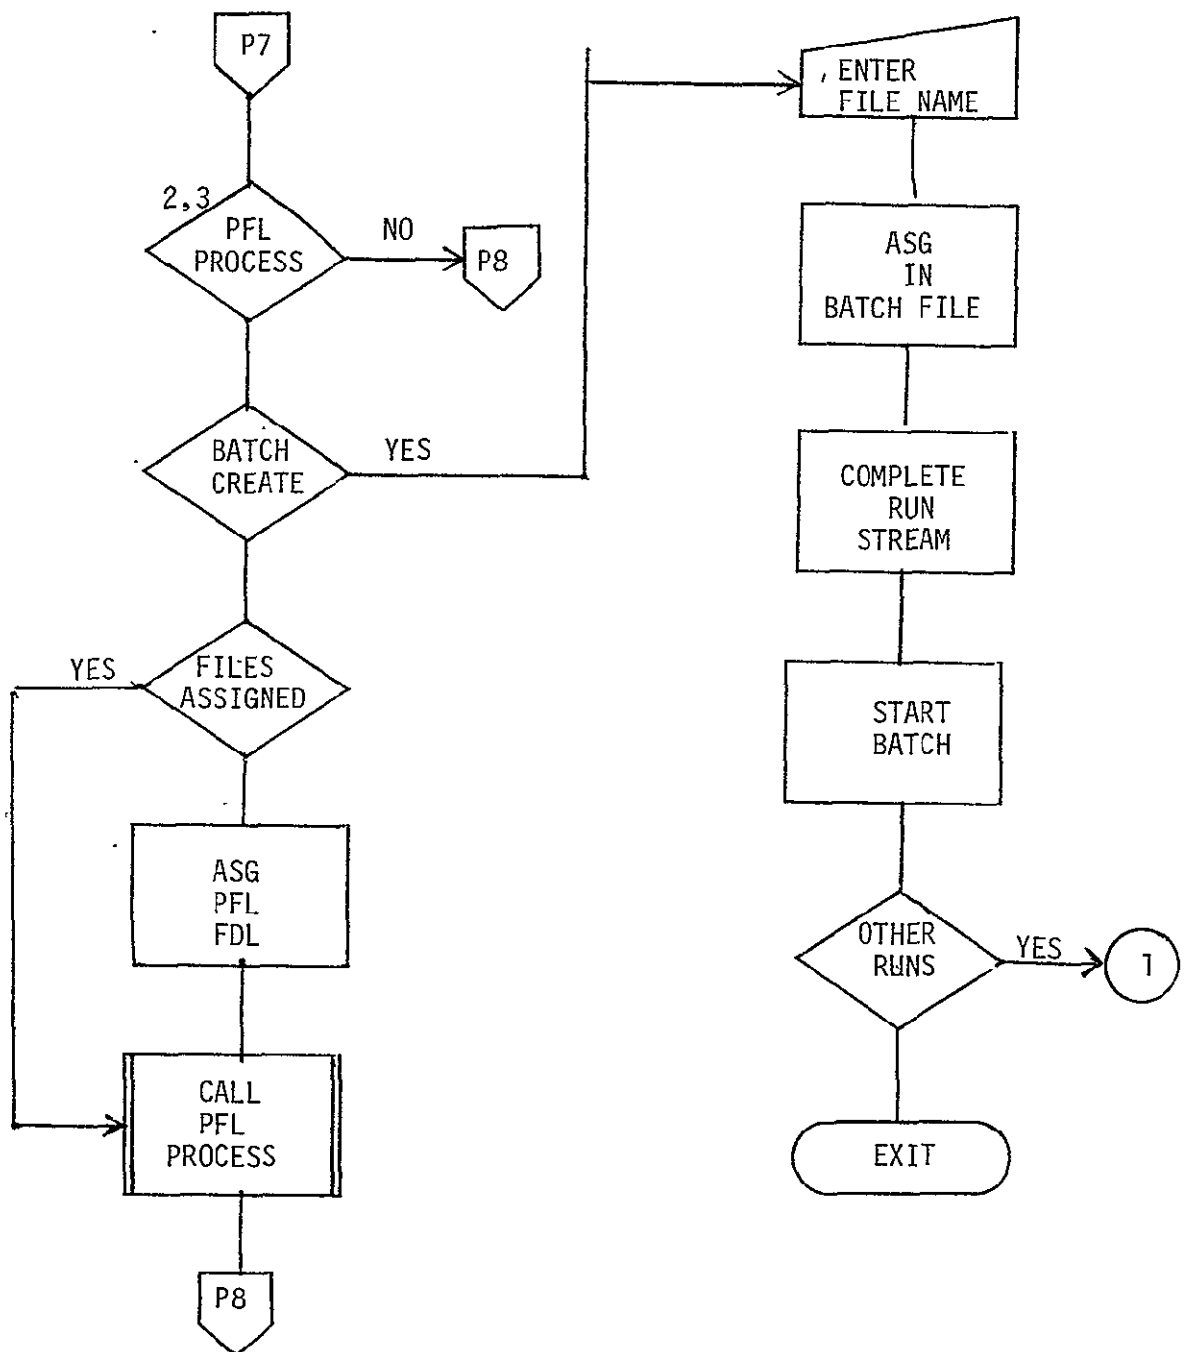 P7
2,3
PFL
PROCESS
NO
P8
BATCH
CREATE
YES
FILES
ASSIGNED
YES
ASG
PFL
FDL
CALL
PFL
PROCESS
P8
ENTER
FILE NAME
ASG
IN
BATCH FILE
COMPLETE
RUN
STREAM
START
BATCH
OTHER
RUNS
YES
1
EXIT